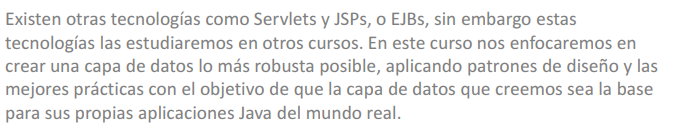 Existen otras tecnologías como Servlets y JSPs, o EJBs, sin embargo estas
tecnologías las estudiaremos en otros cursos. En este curso nos enfocaremos en
crear una capa de datos lo más robusta posible, aplicando patrones de diseño y las
mejores prácticas con el objetivo de que la capa de datos que creemos sea la base
para sus propias aplicaciones Java del mundo real.